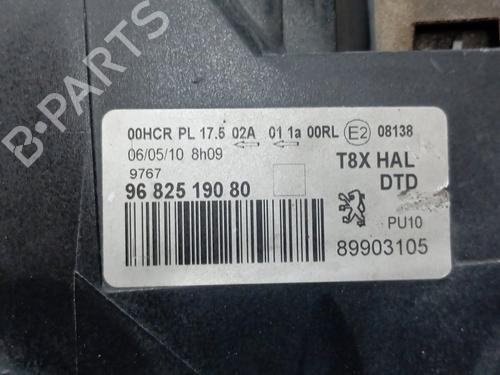 B-PARTS
00HCR PL 17.5 02A 01 1a 00RL E2 08138
06/05/10 8h09
9767
96 825 190 80
T8X HAL
DTD
PU10
89903105